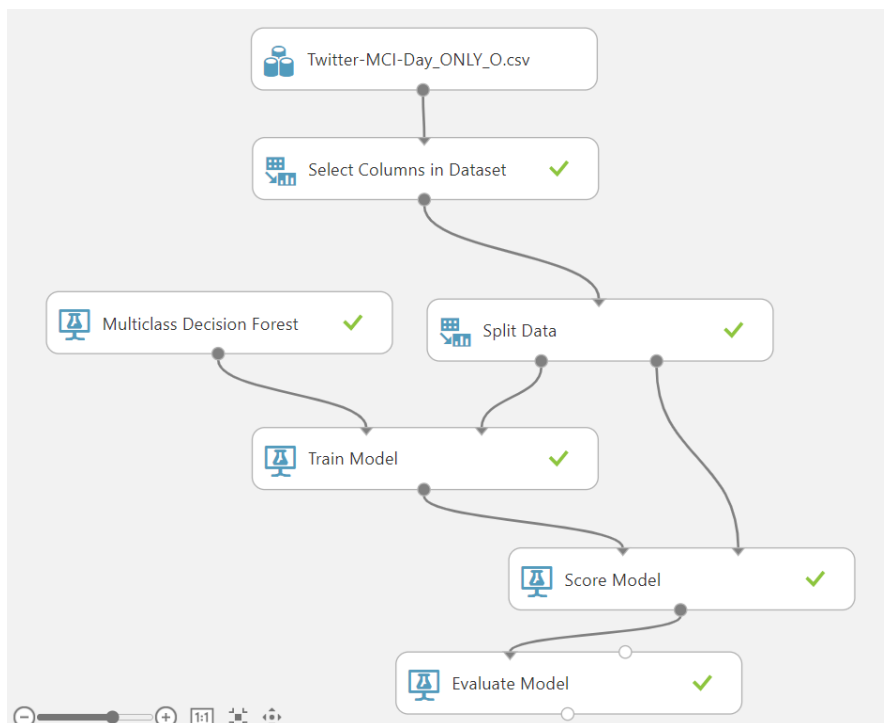 Twitter-MCI-Day_ONLY_O.csv
Select Columns in Dataset
Multiclass Decision Forest
Split Data
Train Model
Score Model
Evaluate Model
1:1